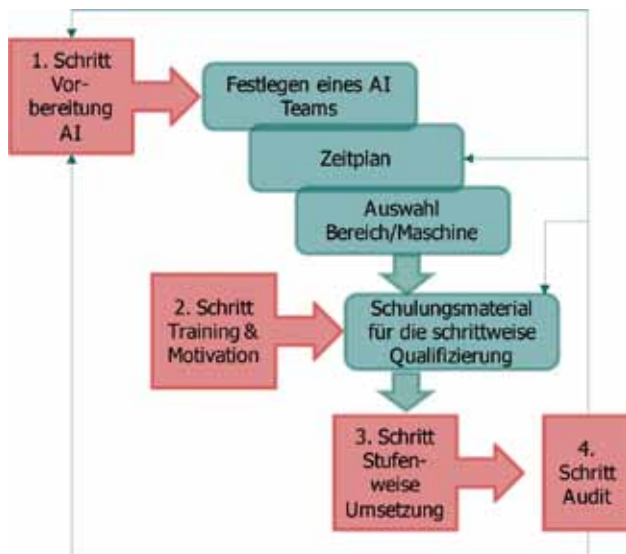 1. Schritt
Vor-
bereitung
AI
Festlegen eines AI
Teams
Zeitplan
Auswahl
Bereich/Maschine
2. Schritt
Training &
Motivation
Schulungsmaterial
für die schrittweise
Qualifizierung
3. Schritt
Stufen-
weise
Umsetzung
4.
Schritt
Audit